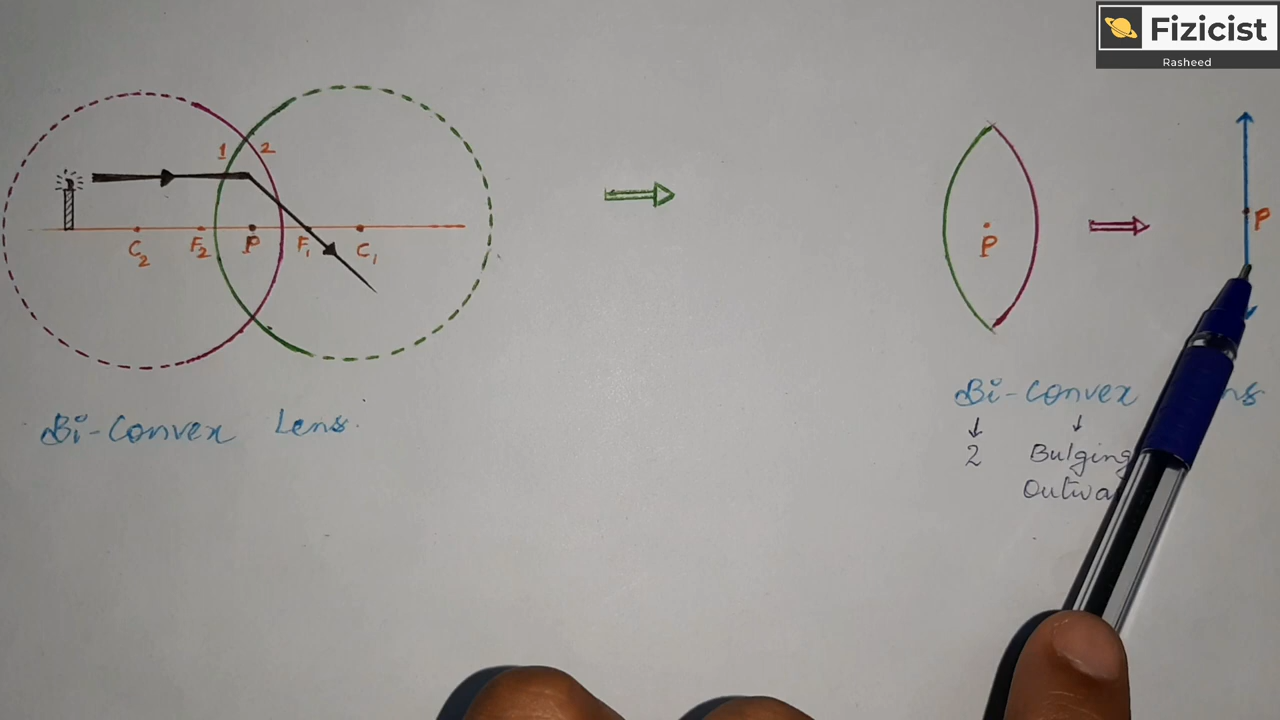 Fizicist
Rasheed
1 2
C2 F2 P F1 C1
P
P
Bi-Convex Lens.
Bi-Convex
2 Bulging